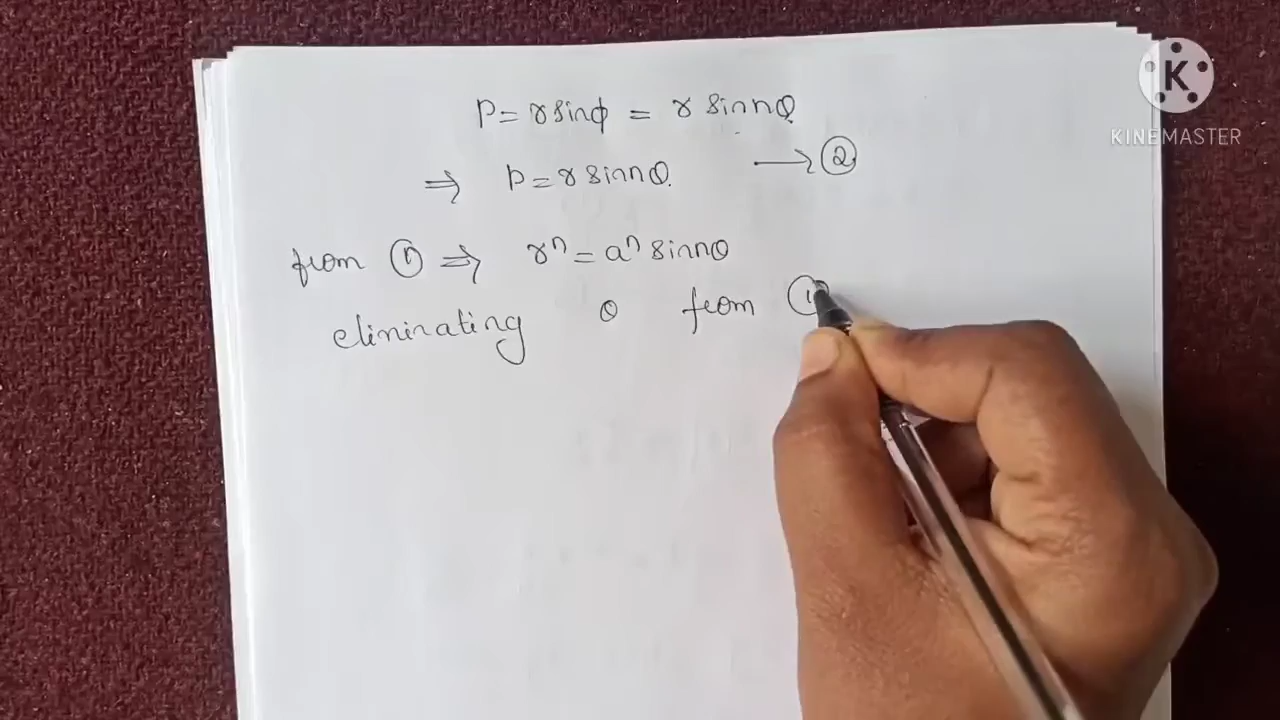 P = r sinϕ = r sin nθ
⇒ P = r sin nθ. → ②
from ① ⇒ rⁿ = aⁿ sin nθ
eliminating θ from ①
K
KINEMASTER